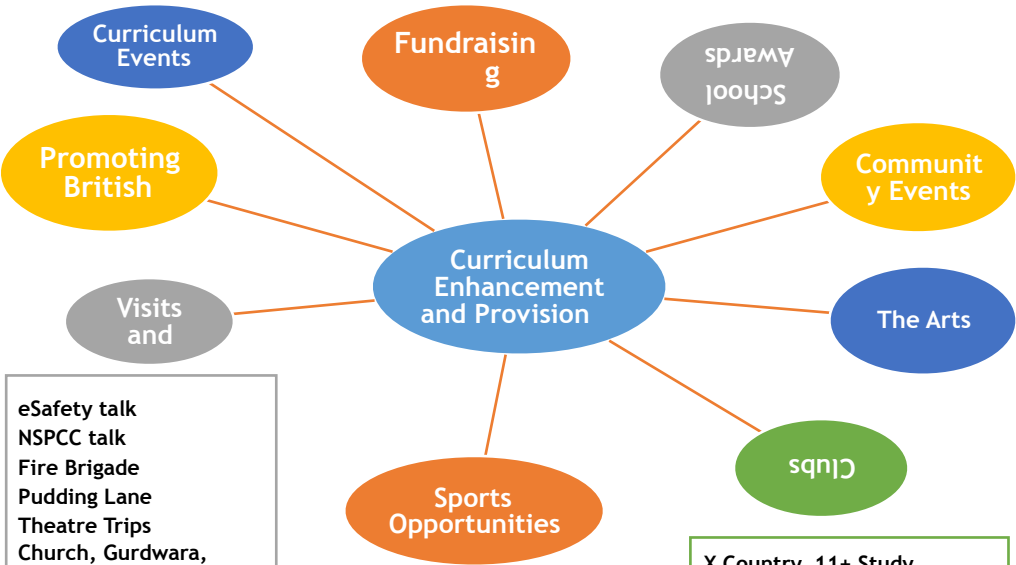 Curriculum
Events
Fundraisin
g
School
Awards
Promoting
British
Communit
y Events
Curriculum
Enhancement
and Provision
Visits
and
The Arts
eSafety talk
NSPCC talk
Fire Brigade
Pudding Lane
Theatre Trips
Church, Gurdwara,
Sports
Opportunities
Clubs
X Country, 11+ Study